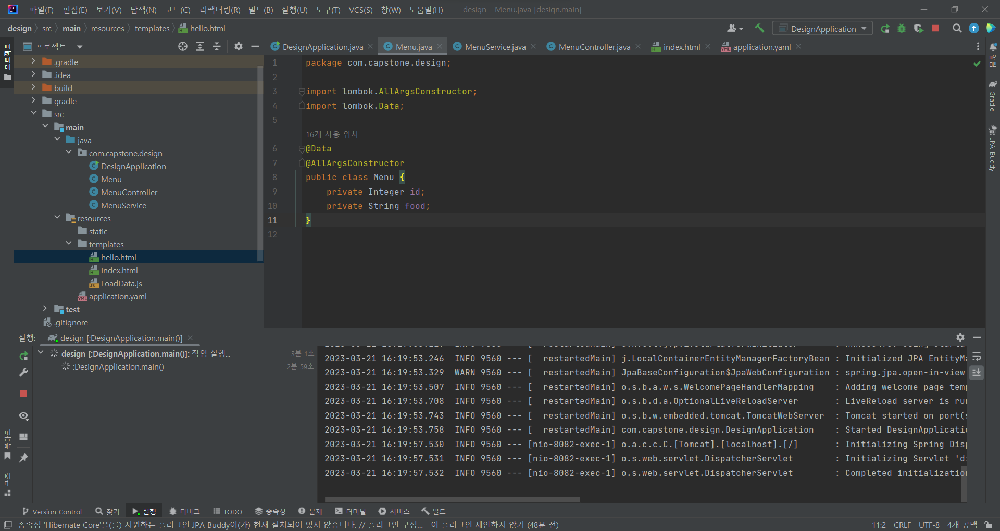 파일(F) 편집(E) 보기(V) 탐색(N) 코드(C) 리팩터링(R) 빌드(B) 실행(U) 도구(T) VCS(S) 창(W) 도움말(H) design - Menu.java [design.main]
design src main resources templates hello.html DesignApplication
프로젝트
프로젝트
.gradle
.idea
build
gradle
src
main
java
com.capstone.design
DesignApplication
Menu
MenuController
MenuService
resources
static
templates
hello.html
index.html
LoadData.js
application.yaml
test
.gitignore
DesignApplication.java Menu.java MenuService.java MenuController.java index.html application.yaml
1 package com.capstone.design;
2
3 import lombok.AllArgsConstructor;
4 import lombok.Data;
5
16개 사용 위치
6 @Data
7 @AllArgsConstructor
8 public class Menu {
9 private Integer id;
10 private String food;
11 }
12
알림
Gradle
JPA Buddy
실행: design [:DesignApplication.main()]
design [:DesignApplication.main()]: 작업 실행... 3분 1초
:DesignApplication.main() 2분 59초
2023-03-21 16:19:53.246 INFO 9560 --- [ restartedMain] j.LocalContainerEntityManagerFactoryBean : Initialized JPA EntityMa
2023-03-21 16:19:53.329 WARN 9560 --- [ restartedMain] JpaBaseConfiguration$JpaWebConfiguration : spring.jpa.open-in-view
2023-03-21 16:19:53.507 INFO 9560 --- [ restartedMain] o.s.b.a.w.s.WelcomePageHandlerMapping : Adding welcome page temp
2023-03-21 16:19:53.708 INFO 9560 --- [ restartedMain] o.s.b.d.a.OptionalLiveReloadServer : LiveReload server is run
2023-03-21 16:19:53.743 INFO 9560 --- [ restartedMain] o.s.b.w.embedded.tomcat.TomcatWebServer : Tomcat started on port(s
2023-03-21 16:19:53.758 INFO 9560 --- [ restartedMain] com.capstone.design.DesignApplication : Started DesignApplicatio
2023-03-21 16:19:57.530 INFO 9560 --- [nio-8082-exec-1] o.a.c.c.C.[Tomcat].[localhost].[/] : Initializing Spring Disp
2023-03-21 16:19:57.531 INFO 9560 --- [nio-8082-exec-1] o.s.web.servlet.DispatcherServlet : Initializing Servlet 'di
2023-03-21 16:19:57.532 INFO 9560 --- [nio-8082-exec-1] o.s.web.servlet.DispatcherServlet : Completed initialization
북마크
구조
Version Control 찾기 실행 디버그 TODO 종속성 문제 터미널 서비스 빌드
종속성 'Hibernate Core'을(를) 지원하는 플러그인 JPA Buddy이(가) 현재 설치되어 있지 않습니다. // 플러그인 구성... 이 플러그인 제안하지 않기 (48분 전) 11:2 CRLF UTF-8 4개 공백